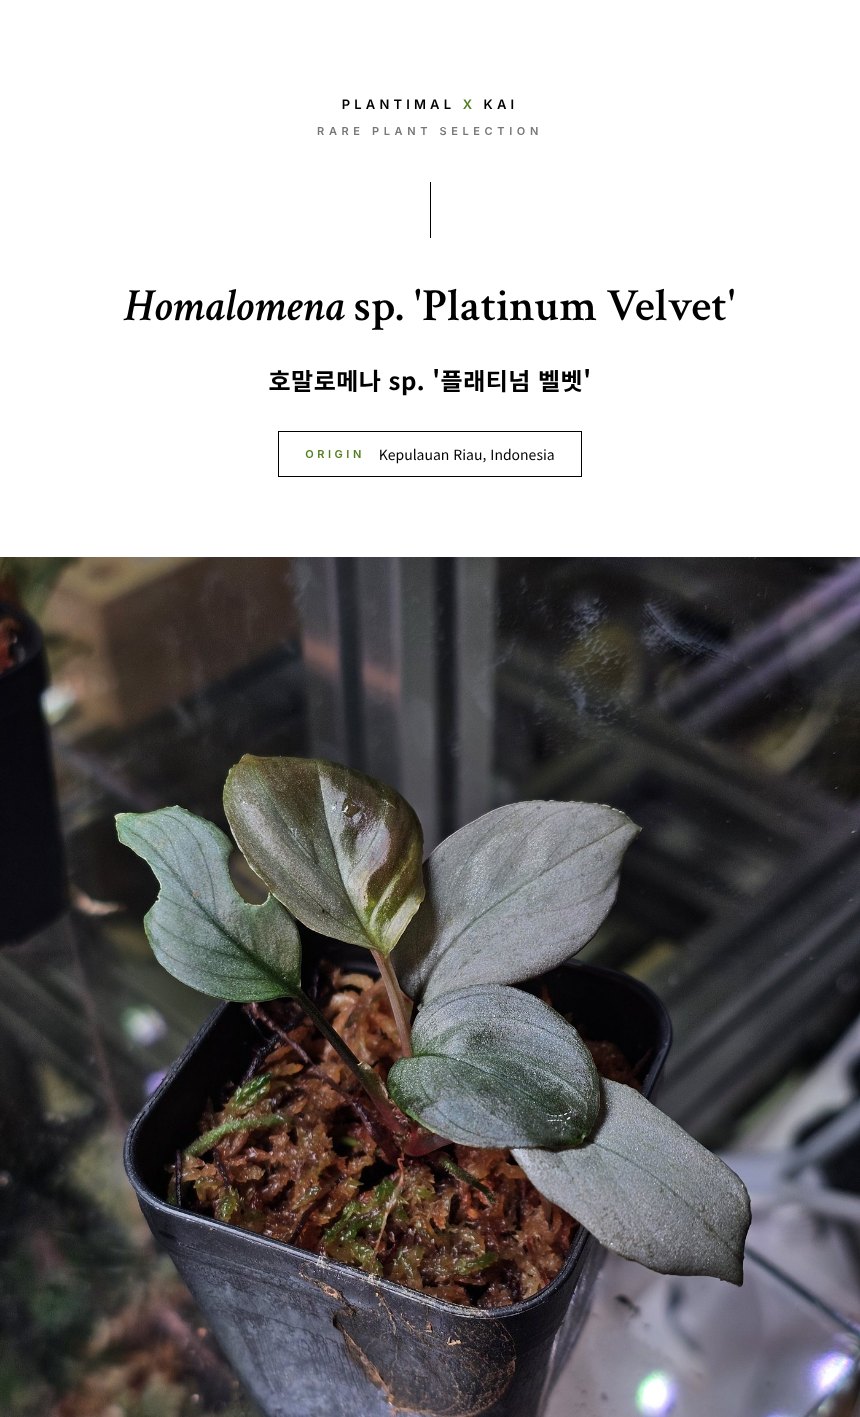 PLANTIMAL X KAI
RARE PLANT SELECTION
Homalomena sp. 'Platinum Velvet'
호말로메나 sp. '플래티넘 벨벳'
ORIGIN Kepulauan Riau, Indonesia